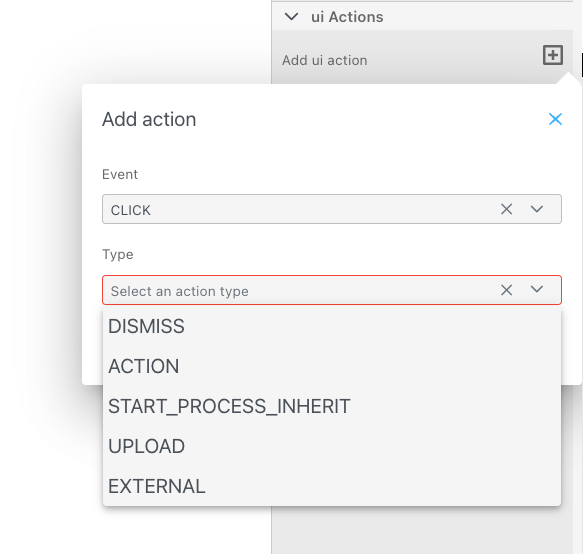 ui Actions
Add ui action
Add action
Event
CLICK
Type
Select an action type
DISMISS
ACTION
START_PROCESS_INHERIT
UPLOAD
EXTERNAL